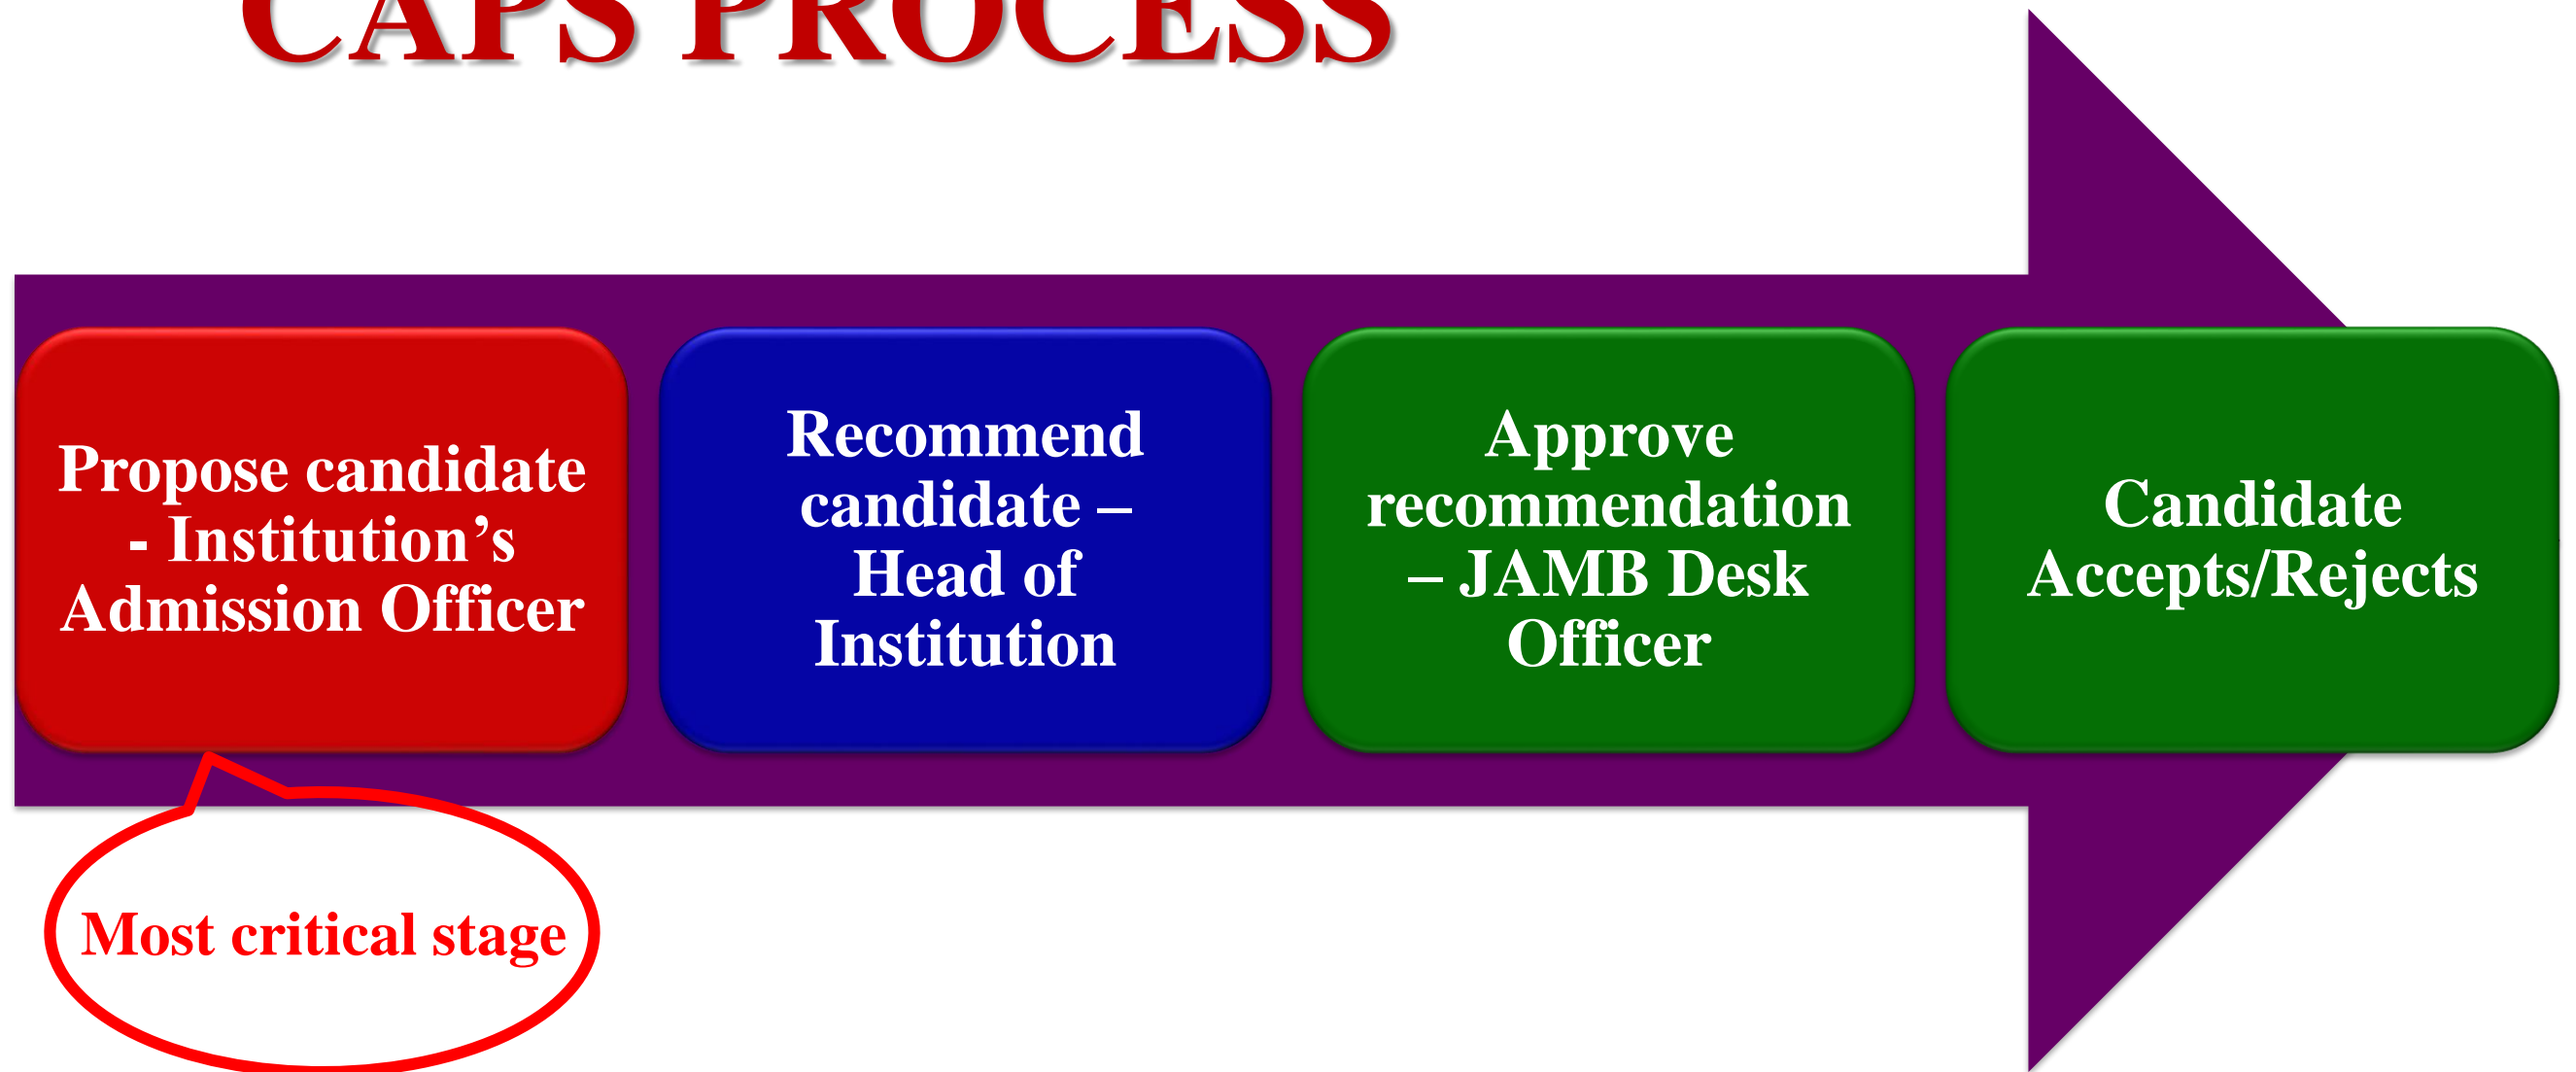 CAPS PROCESS
Propose candidate
- Institution’s
Admission Officer
Recommend
candidate –
Head of
Institution
Approve
recommendation
– JAMB Desk
Officer
Candidate
Accepts/Rejects
Most critical stage